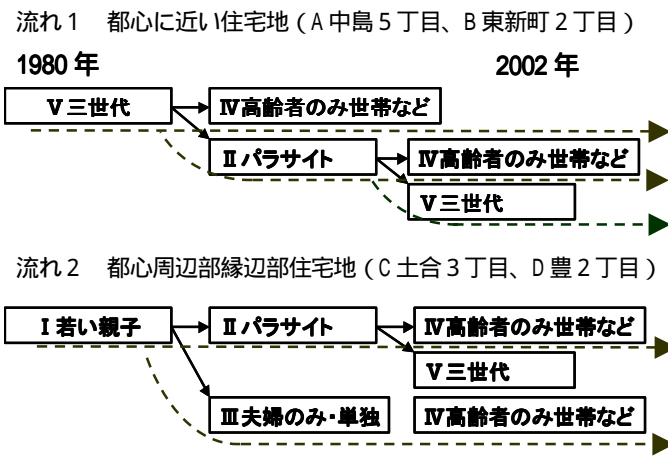 流れ1　都心に近い住宅地（A中島５丁目、B東新町２丁目）
1980年　2002年
Ⅴ三世代　Ⅳ高齢者のみ世帯など
Ⅱパラサイト　Ⅳ高齢者のみ世帯など
Ⅴ三世代
流れ２　都心周辺部縁辺部住宅地（C土合３丁目、D豊２丁目）
Ⅰ若い親子　Ⅱパラサイト　Ⅳ高齢者のみ世帯など
Ⅴ三世代
Ⅲ夫婦のみ・単独　Ⅳ高齢者のみ世帯など